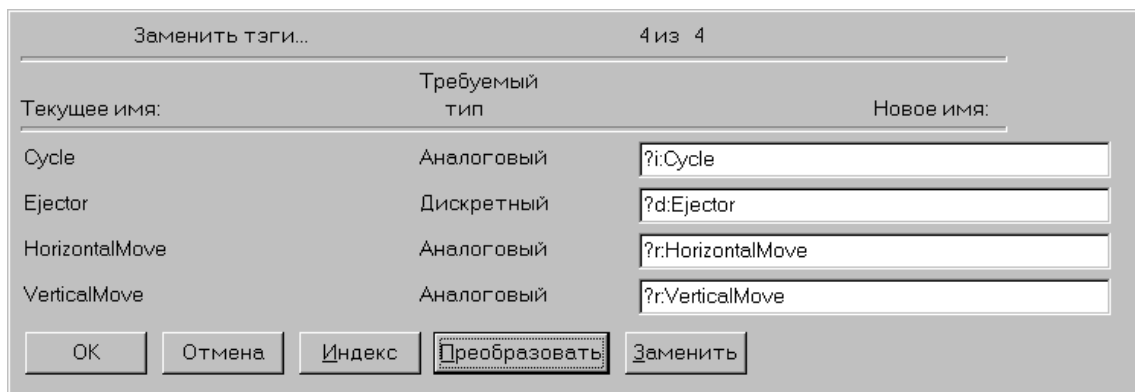 Заменить тэги... 4 из 4
Требуемый
Текущее имя: тип Новое имя:
Cycle Аналоговый ?i:Cycle
Ejector Дискретный ?d:Ejector
HorizontalMove Аналоговый ?r:HorizontalMove
VerticalMove Аналоговый ?r:VerticalMove
OK Отмена Индекс Преобразовать Заменить